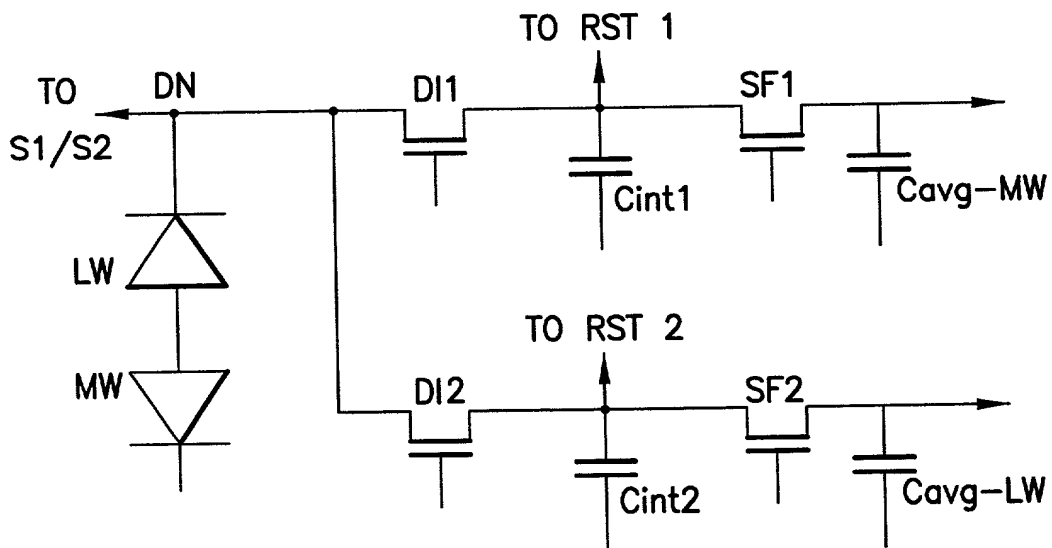 TO RST 1
TO
S1/S2
DN
DI1
SF1
Cint1
Cavg-MW
LW
MW
TO RST 2
DI2
SF2
Cint2
Cavg-LW